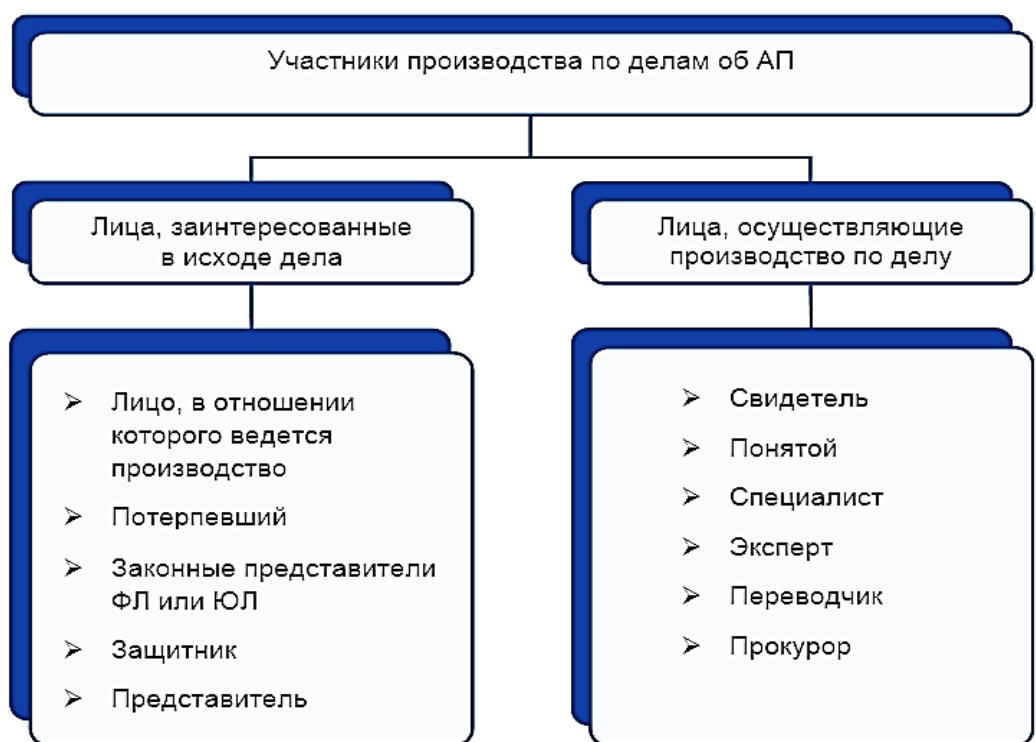 Участники производства по делам об АП
Лица, заинтересованные
в исходе дела
Лица, осуществляющие
производство по делу
Лицо, в отношении
которого ведется
производство
Потерпевший
Законные представители
ФЛ или ЮЛ
Защитник
Представитель
Свидетель
Понятой
Специалист
Эксперт
Переводчик
Прокурор